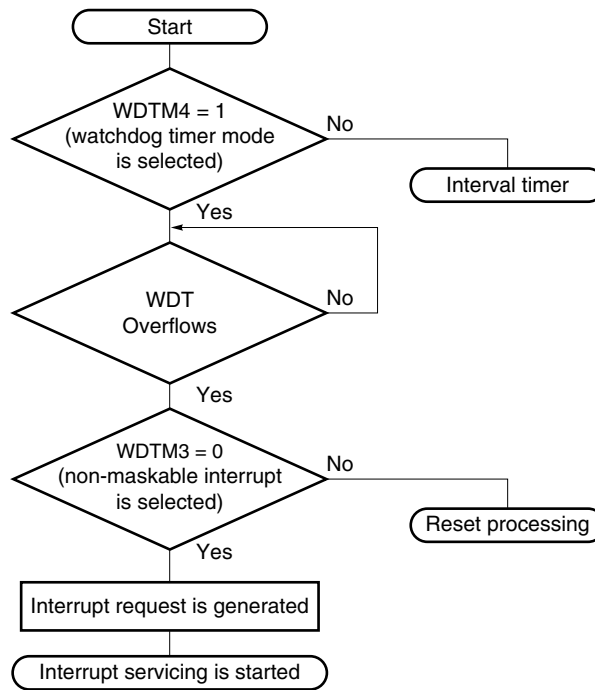 Start
WDTM4 = 1
(watchdog timer mode
is selected)
No
Interval timer
Yes
WDT
Overflows
No
Yes
WDTM3 = 0
(non-maskable interrupt
is selected)
No
Reset processing
Yes
Interrupt request is generated
Interrupt servicing is started